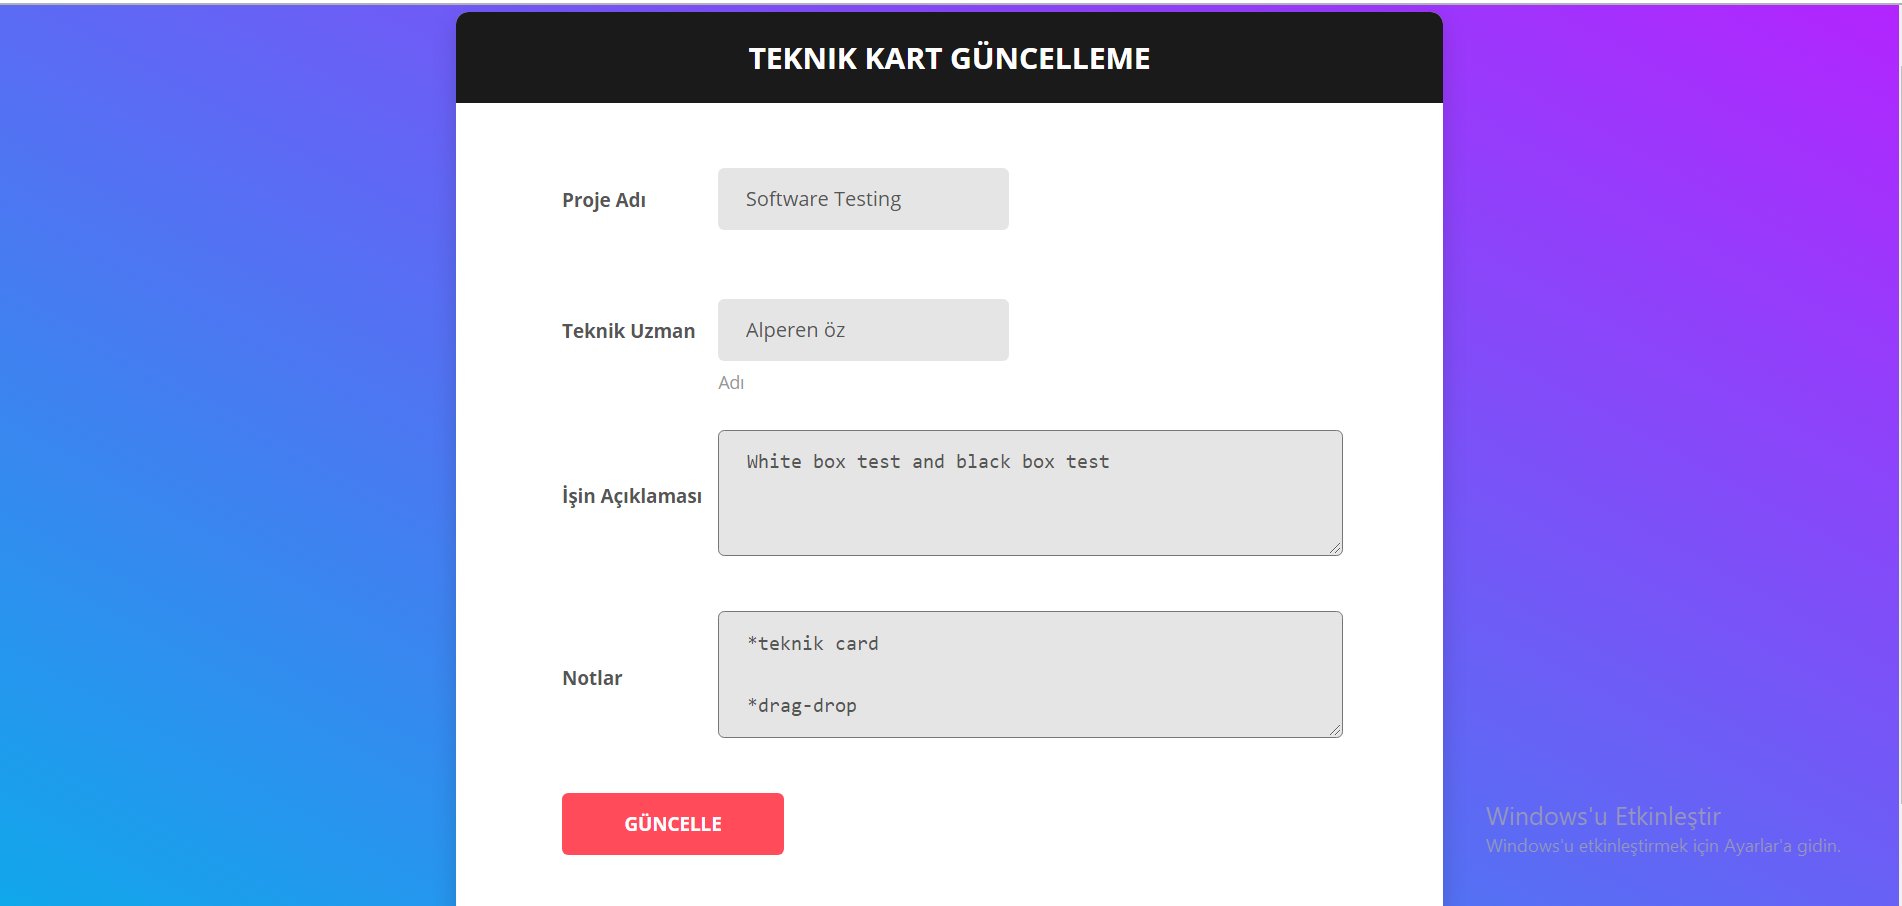 TEKNIK KART GÜNCELLEME
Proje Adı
Software Testing
Teknik Uzman
Alperen öz
Adı
İşin Açıklaması
White box test and black box test
Notlar
*teknik card
*drag-drop
GÜNCELLE
Windows'u Etkinleştir
Windows'u etkinleştirmek için Ayarlar'a gidin.